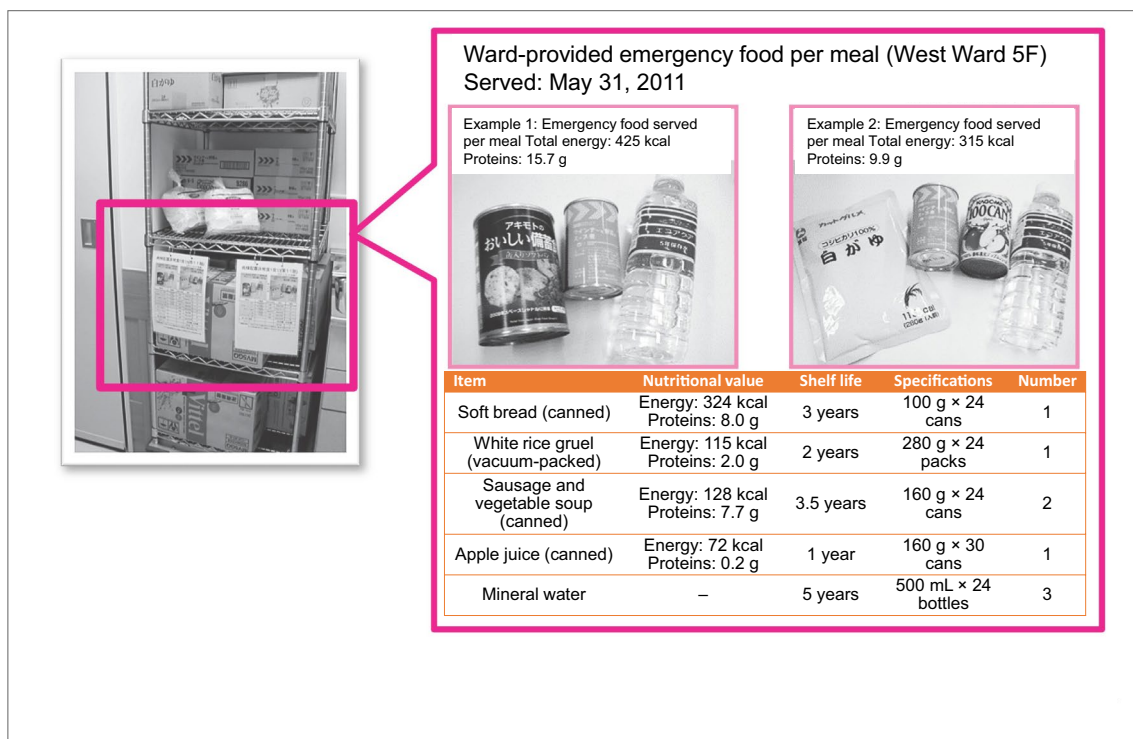 Ward-provided emergency food per meal (West Ward 5F)
Served: May 31, 2011
Example 1: Emergency food served
per meal Total energy: 425 kcal
Proteins: 15.7 g
Example 2: Emergency food served
per meal Total energy: 315 kcal
Proteins: 9.9 g
白がゆ
Vittel
アキモトの
おいしい備蓄食
コシヒカリ100%
白がゆ
KAGOME
100CAN
Item Nutritional value Shelf life Specifications Number
Soft bread (canned) Energy: 324 kcal
Proteins: 8.0 g 3 years 100 g × 24
cans 1
White rice gruel
(vacuum-packed) Energy: 115 kcal
Proteins: 2.0 g 2 years 280 g × 24
packs 1
Sausage and
vegetable soup
(canned) Energy: 128 kcal
Proteins: 7.7 g 3.5 years 160 g × 24
cans 2
Apple juice (canned) Energy: 72 kcal
Proteins: 0.2 g 1 year 160 g × 30
cans 1
Mineral water – 5 years 500 mL × 24
bottles 3